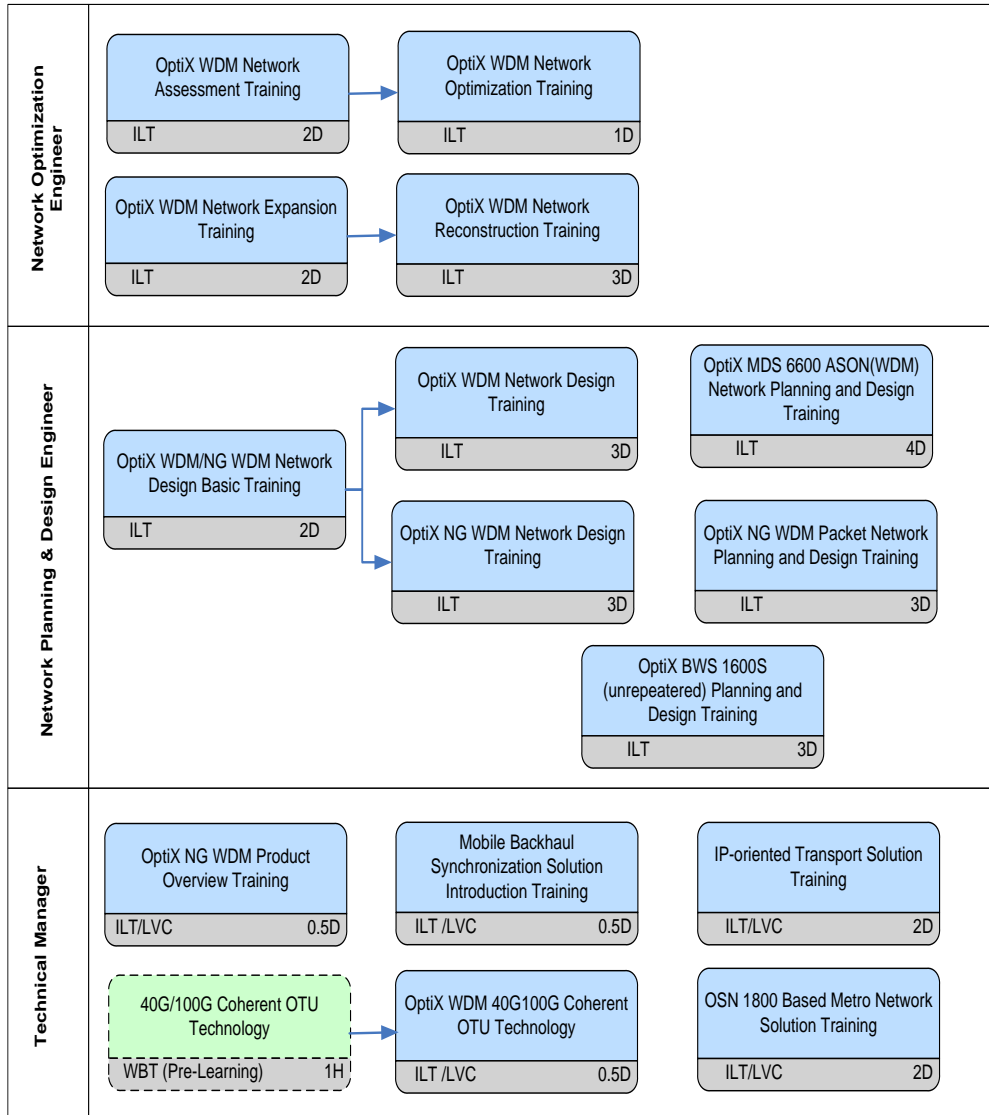 Network Optimization
Engineer
OptiX WDM Network
Assessment Training
ILT 2D
OptiX WDM Network
Optimization Training
ILT 1D
OptiX WDM Network Expansion
Training
ILT 2D
OptiX WDM Network
Reconstruction Training
ILT 3D
Network Planning & Design Engineer
OptiX WDM/NG WDM Network
Design Basic Training
ILT 2D
OptiX WDM Network Design
Training
ILT 3D
OptiX MDS 6600 ASON(WDM)
Network Planning and Design
Training
ILT 4D
OptiX NG WDM Network Design
Training
ILT 3D
OptiX NG WDM Packet Network
Planning and Design Training
ILT 3D
OptiX BWS 1600S
(unrepeatered) Planning and
Design Training
ILT 3D
Technical Manager
OptiX NG WDM Product
Overview Training
ILT/LVC 0.5D
Mobile Backhaul
Synchronization Solution
Introduction Training
ILT /LVC 0.5D
IP-oriented Transport Solution
Training
ILT/LVC 2D
40G/100G Coherent OTU
Technology
WBT (Pre-Learning) 1H
OptiX WDM 40G100G Coherent
OTU Technology
ILT /LVC 0.5D
OSN 1800 Based Metro Network
Solution Training
ILT/LVC 2D